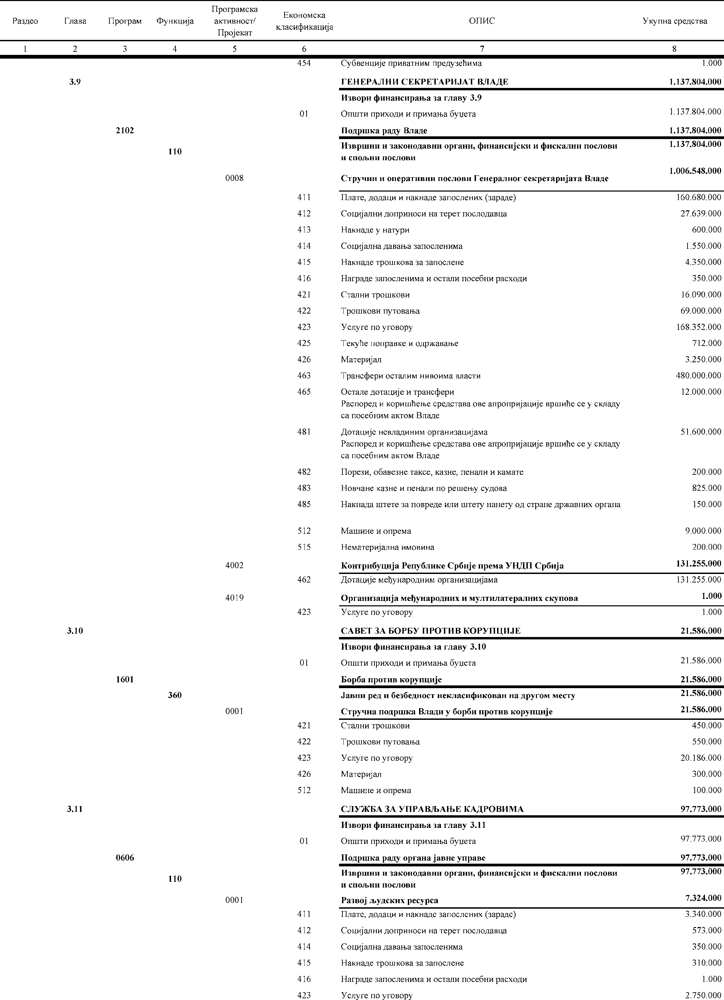 Раздео Глава Програм Функција Програмска активност/ Пројекат Економска класификација ОПИС Укупна средства
1 2 3 4 5 6 7 8
454 Субвенције приватним предузећима 1.000
3.9 ГЕНЕРАЛНИ СЕКРЕТАРИЈАТ ВЛАДЕ 1.137.804.000
Извори финансирања за главу 3.9
01 Општи приходи и примања буџета 1.137.804.000
2102 Подршка раду Владе 1.137.804.000
110 Извршни и законодавни органи, финансијски и фискални послови 1.137.804.000
и спољни послови
0008 Стручни и оперативни послови Генералног секретаријата Владе 1.006.548.000
411 Плате, додаци и накнаде запослених (зараде) 160.680.000
412 Социјални доприноси на терет послодавца 27.639.000
413 Накнаде у натури 600.000
414 Социјална давања запосленима 1.550.000
415 Накнаде трошкова за запослене 4.350.000
416 Награде запосленима и остали посебни расходи 350.000
421 Стални трошкови 16.090.000
422 Трошкови путовања 69.000.000
423 Услуге по уговору 168.352.000
425 Текуће поправке и одржавање 712.000
426 Материјал 3.250.000
463 Трансфери осталим нивоима власти 480.000.000
465 Остале дотације и трансфери 12.000.000
Распоред и коришћење средстава ове апропријације вршиће се у складу
са посебним актом Владе
481 Дотације невладиним организацијама 51.600.000
Распоред и коришћење средстава ове апропријације вршиће се у складу
са посебним актом Владе
482 Порези, обавезне таксе, казне, пенали и камате 200.000
483 Новчане казне и пенали по решењу судова 825.000
485 Накнада штете за повреде или штету нанету од стране државних органа 150.000
512 Машине и опрема 9.000.000
515 Нематеријална имовина 200.000
4002 Контрибуција Републике Србије према УНДП Србија 131.255.000
462 Дотације међународним организацијама 131.255.000
4019 Организација међународних и мултилатералних скупова 1.000
423 Услуге по уговору 1.000
3.10 САВЕТ ЗА БОРБУ ПРОТИВ КОРУПЦИЈЕ 21.586.000
Извори финансирања за главу 3.10
01 Општи приходи и примања буџета 21.586.000
1601 Борба против корупције 21.586.000
360 Јавни ред и безбедност некласификован на другом месту 21.586.000
0001 Стручна подршка Влади у борби против корупције 21.586.000
421 Стални трошкови 450.000
422 Трошкови путовања 550.000
423 Услуге по уговору 20.186.000
426 Материјал 300.000
512 Машине и опрема 100.000
3.11 СЛУЖБА ЗА УПРАВЉАЊЕ КАДРОВИМА 97.773.000
Извори финансирања за главу 3.11
01 Општи приходи и примања буџета 97.773.000
0606 Подршка раду органа јавне управе 97.773.000
110 Извршни и законодавни органи, финансијски и фискални послови 97.773.000
и спољни послови
0001 Развој људских ресурса 7.324.000
411 Плате, додаци и накнаде запослених (зараде) 3.340.000
412 Социјални доприноси на терет послодавца 573.000
414 Социјална давања запосленима 350.000
415 Накнаде трошкова за запослене 310.000
416 Награде запосленима и остали посебни расходи 1.000
423 Услуге по уговору 2.750.000